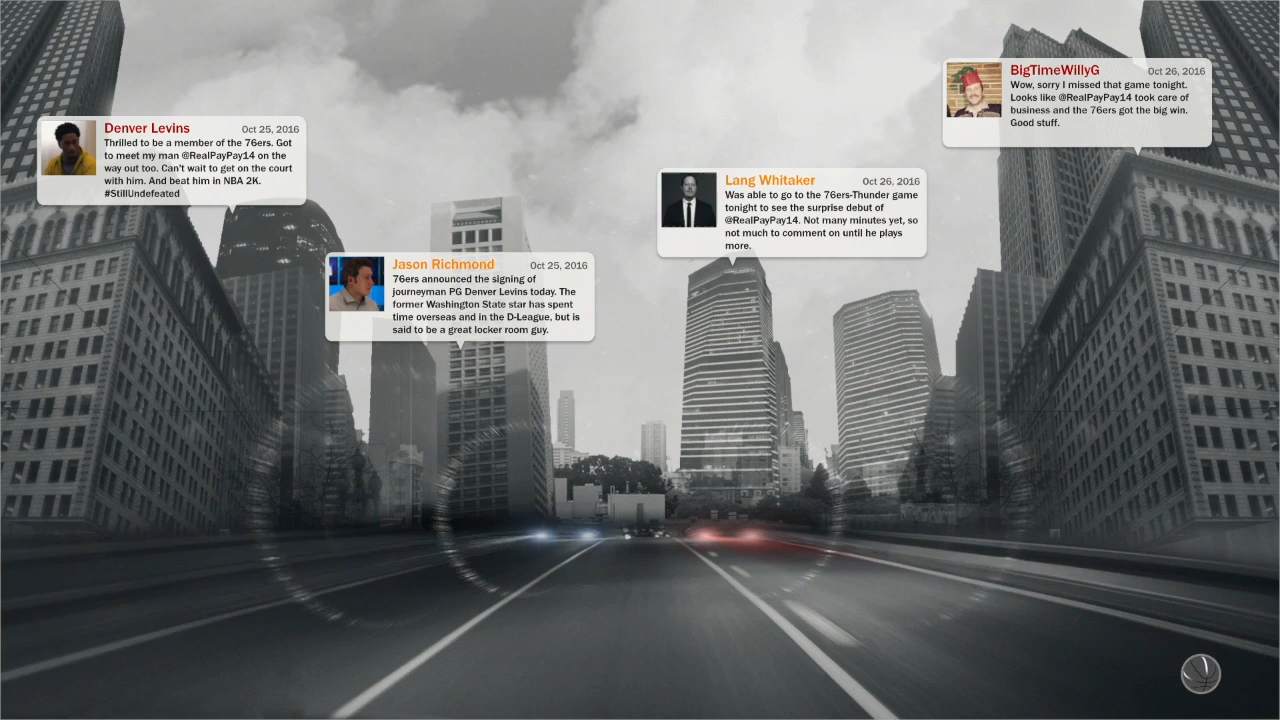 Denver Levins
Oct 25, 2016
Thrilled to be a member of the 76ers. Got
to meet my man @RealPayPay14 on the
way out too. Can't wait to get on the court
with him. And beat him in NBA 2K.
#StillUndefeated
Jason Richmond
Oct 25, 2016
76ers announced the signing of
journeyman PG Denver Levins today. The
former Washington State star has spent
time overseas and in the D-League, but is
said to be a great locker room guy.
Lang Whitaker
Oct 26, 2016
Was able to go to the 76ers-Thunder game
tonight to see the surprise debut of
@RealPayPay14. Not many minutes yet, so
not much to comment on until he plays
more.
BigTimeWillyG
Oct 26, 2016
Wow, sorry I missed that game tonight.
Looks like @RealPayPay14 took care of
business and the 76ers got the big win.
Good stuff.